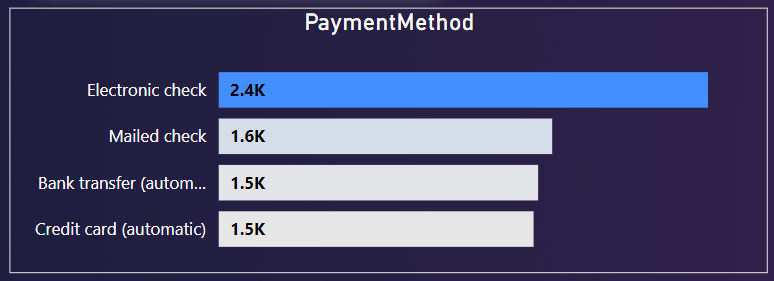 PaymentMethod
Electronic check 2.4K
Mailed check 1.6K
Bank transfer (autom... 1.5K
Credit card (automatic) 1.5K